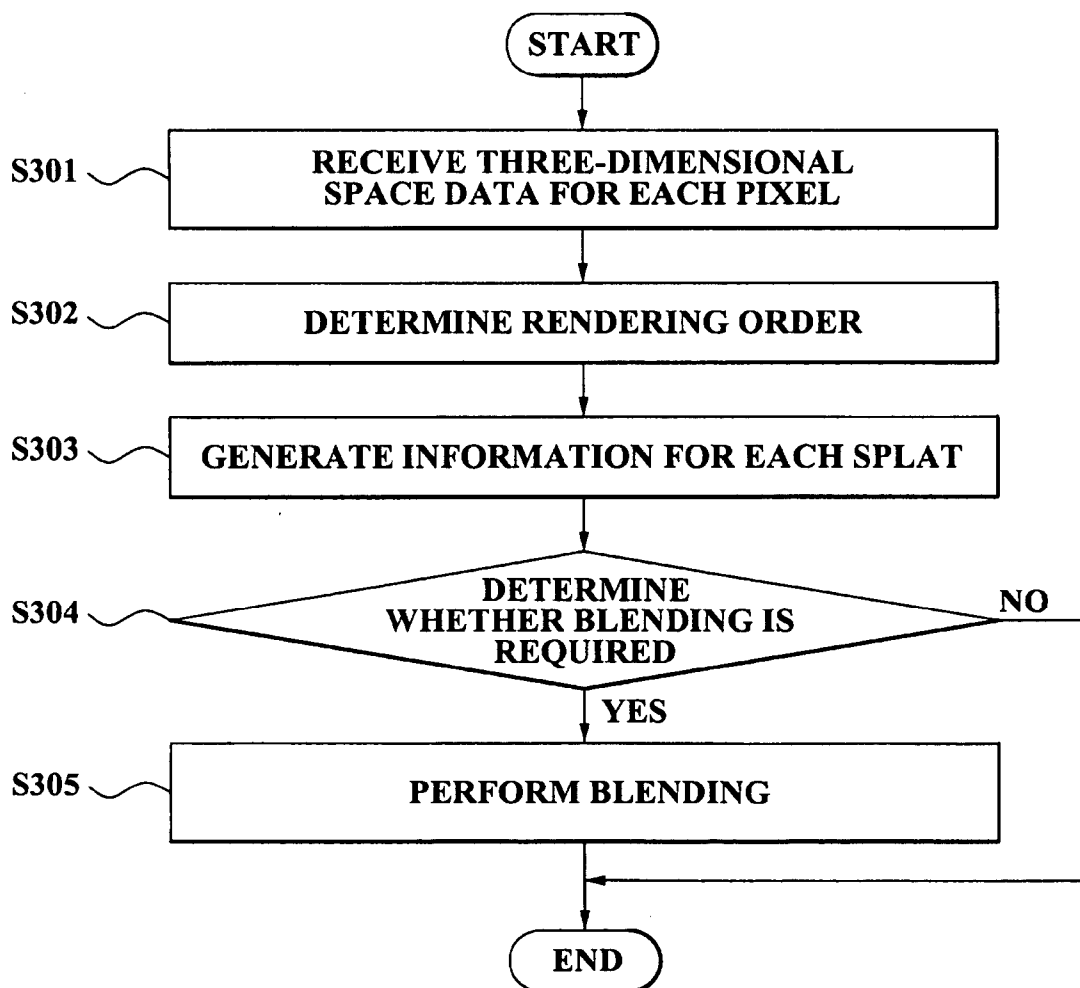 START
S301
RECEIVE THREE-DIMENSIONAL
SPACE DATA FOR EACH PIXEL
S302
DETERMINE RENDERING ORDER
S303
GENERATE INFORMATION FOR EACH SPLAT
S304
DETERMINE
WHETHER BLENDING IS
REQUIRED
NO
YES
S305
PERFORM BLENDING
END